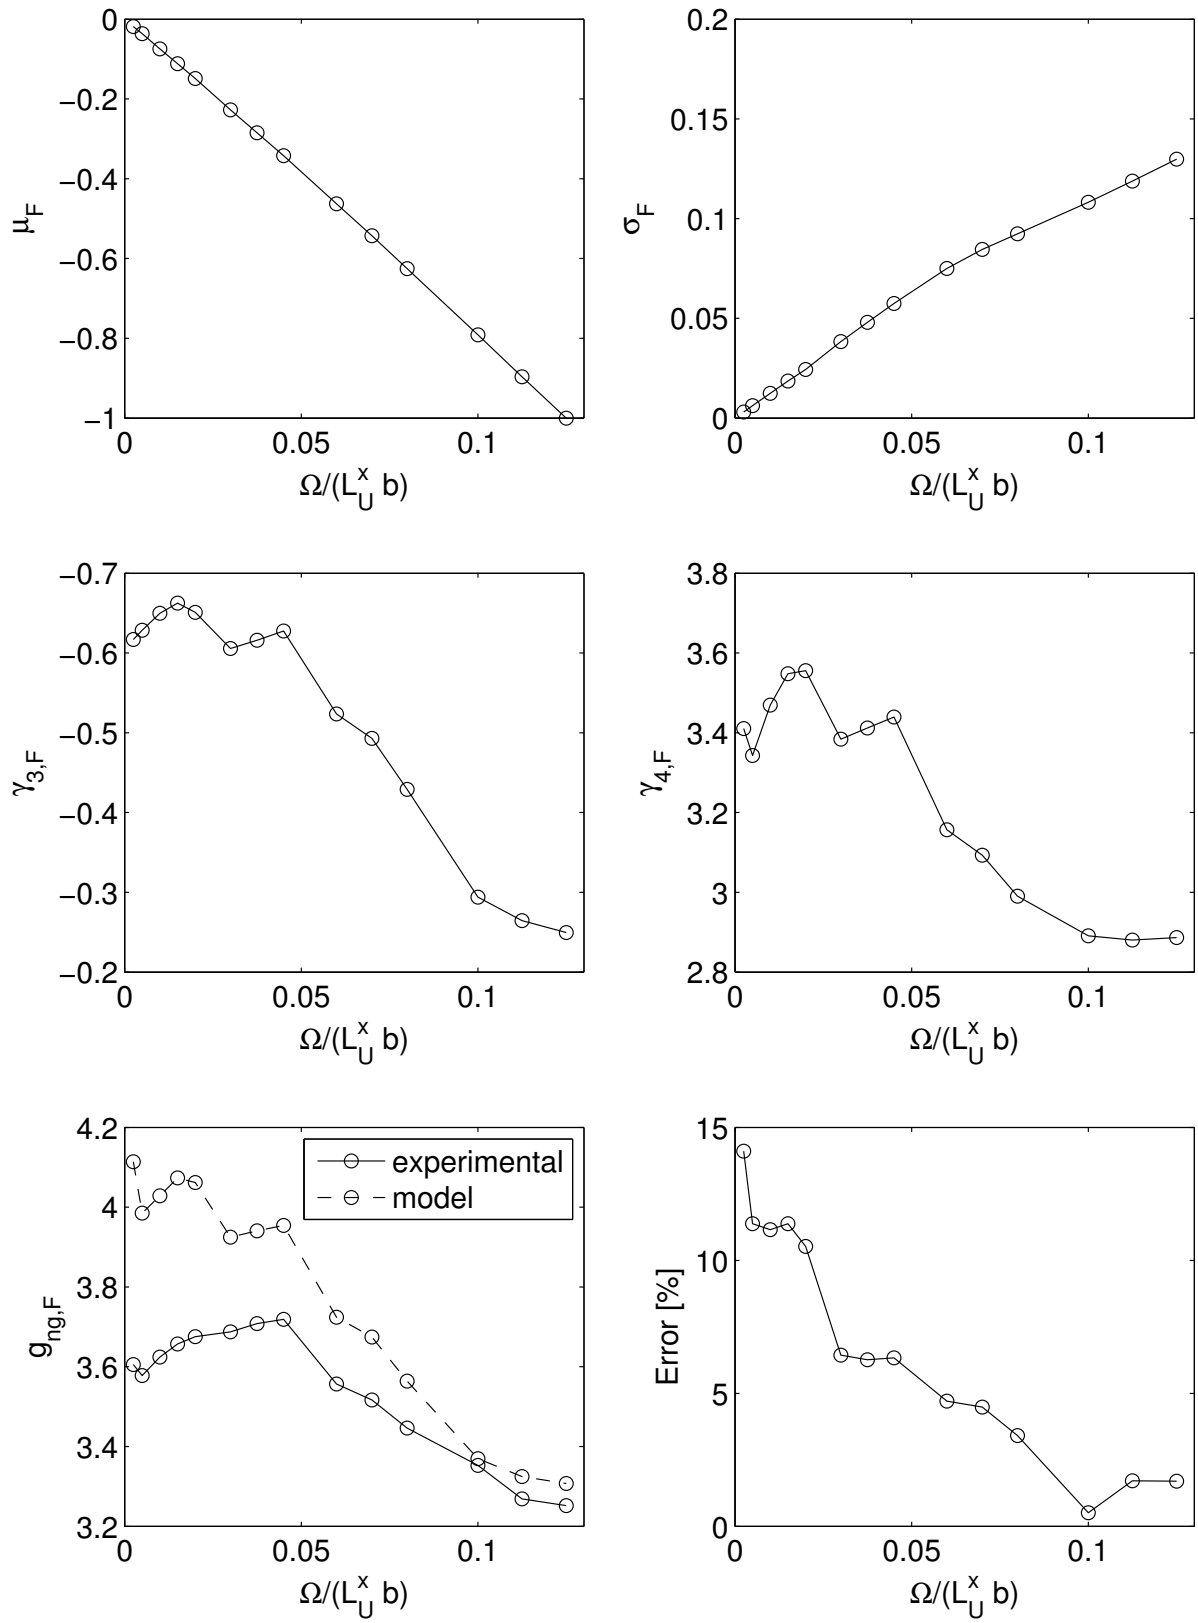 0
−0.2
−0.4
−0.6
−0.8
−1
μ_F
0 0.05 0.1
Ω/(L_U^x b)
0.2
0.15
0.1
0.05
0
σ_F
0 0.05 0.1
Ω/(L_U^x b)
−0.7
−0.6
−0.5
−0.4
−0.3
−0.2
γ_3,F
0 0.05 0.1
Ω/(L_U^x b)
3.8
3.6
3.4
3.2
3
2.8
γ_4,F
0 0.05 0.1
Ω/(L_U^x b)
4.2
4
3.8
3.6
3.4
3.2
g_ng,F
experimental
model
0 0.05 0.1
Ω/(L_U^x b)
15
10
5
0
Error [%]
0 0.05 0.1
Ω/(L_U^x b)